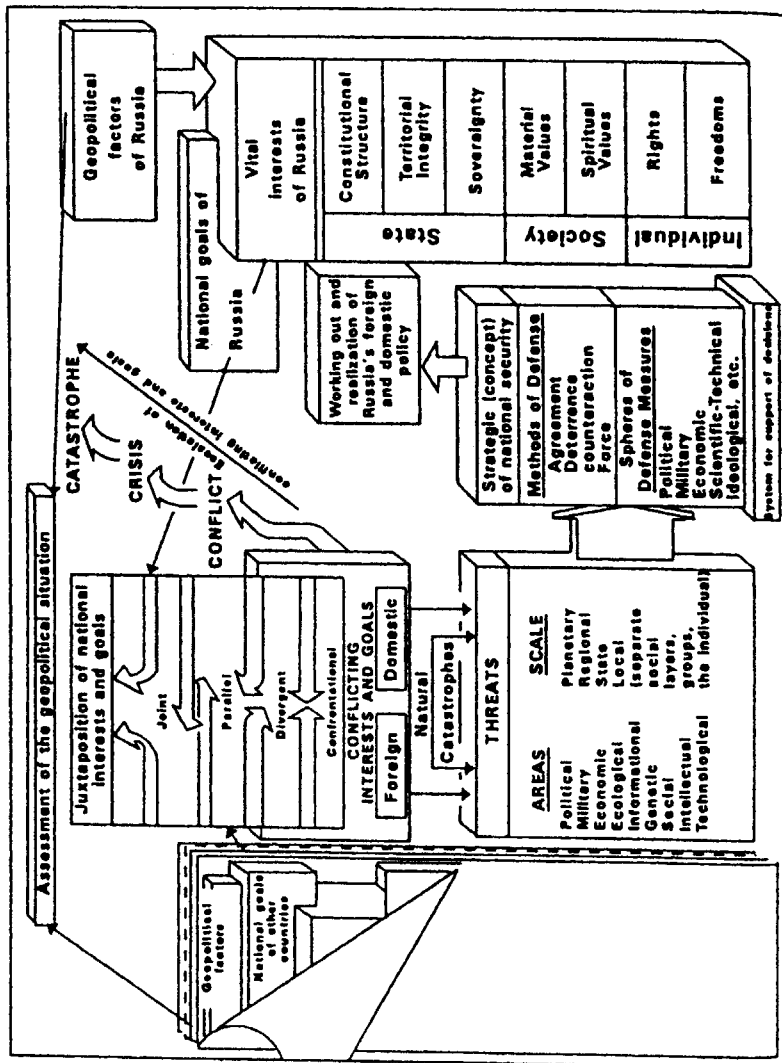 Assessment of the geopolitical situation
Geopolitical
factors
National goals
of other
countries
Juxtaposition of national
interests and goals
Joint
Parallel
Divergent
Confrontational
CONFLICTING
INTERESTS AND GOALS
Foreign
Domestic
CONFLICT
CRISIS
CATASTROPHE
Escalation of
conflicting interests and goals
Geopolitical
factors
of Russia
National goals of
Russia
Vital
interests
of Russia
State
Constitutional
Structure
Territorial
Integrity
Soveragnty
Society
Material
Values
Spiritual
Values
Individual
Rights
Freedoms
Natural
Catastrophes
THREATS
AREAS
Political
Military
Economic
Ecological
Informational
Genetic
Social
Intellectual
Technological
SCALE
Planetary
Regional
State
Local
(separate
social
layers,
groups,
the individual)
Strategic (concept)
of national security
Methods of Defense
Agreement
Deterrence
counteraction
Force
Spheres of
Defense Measures
Political
Military
Economic
Scientific-Technical
ideological, etc.
System for support of decisions
Working out and
realization of
Russia's foreign
and domestic
policy